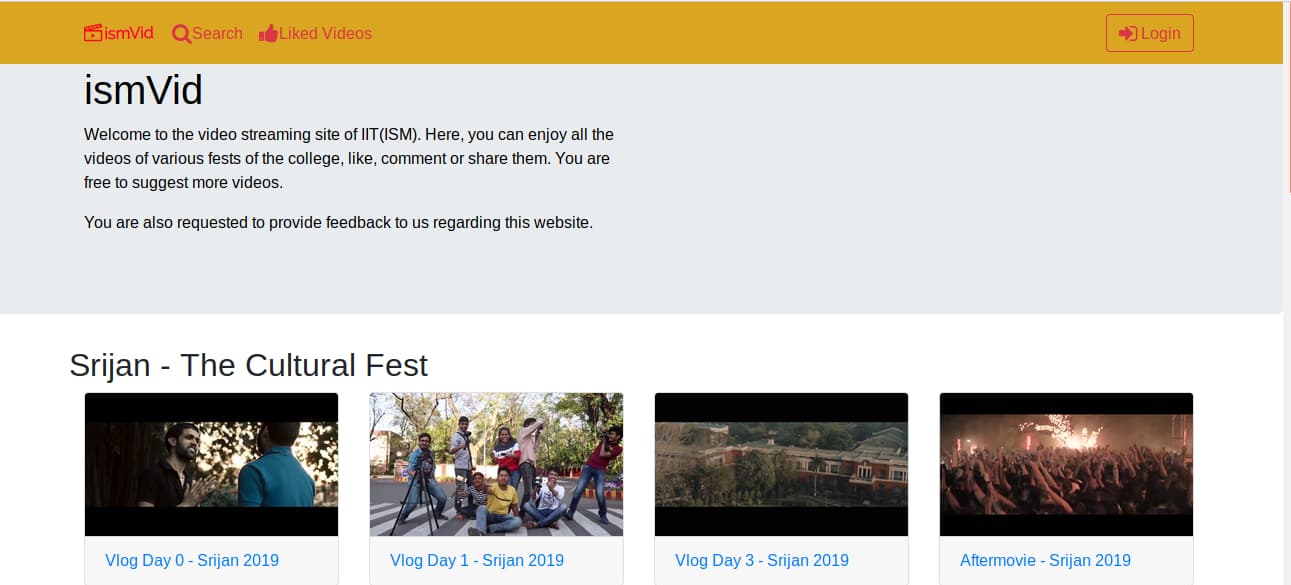 ismVid Search Liked Videos Login
ismVid
Welcome to the video streaming site of IIT(ISM). Here, you can enjoy all the
videos of various fests of the college, like, comment or share them. You are
free to suggest more videos.
You are also requested to provide feedback to us regarding this website.
Srijan - The Cultural Fest
Vlog Day 0 - Srijan 2019 Vlog Day 1 - Srijan 2019 Vlog Day 3 - Srijan 2019 Aftermovie - Srijan 2019